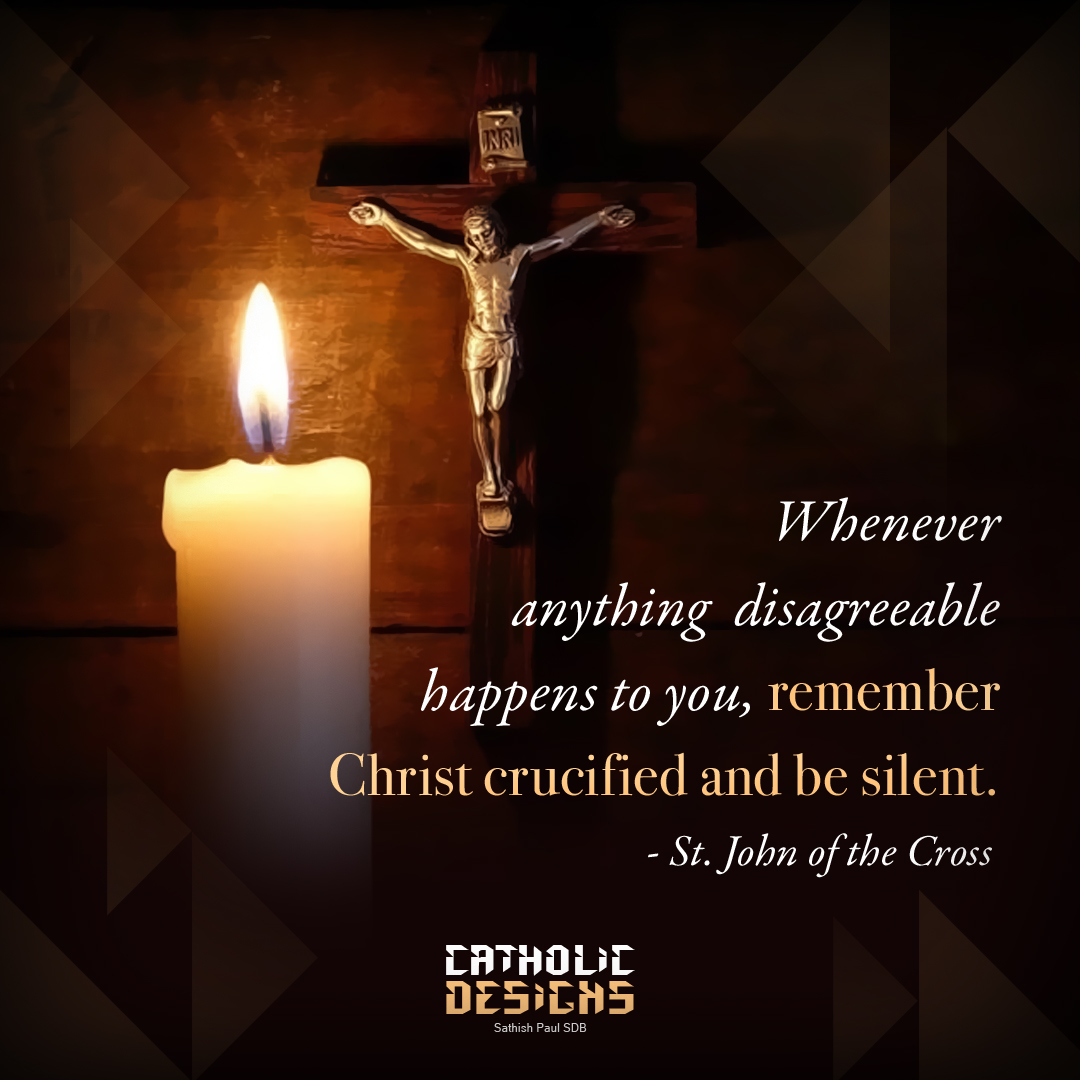 INRI
Whenever
anything disagreeable
happens to you, remember
Christ crucified and be silent.
- St. John of the Cross
CATHOLIC
DESIGNS
Sathish Paul SDB